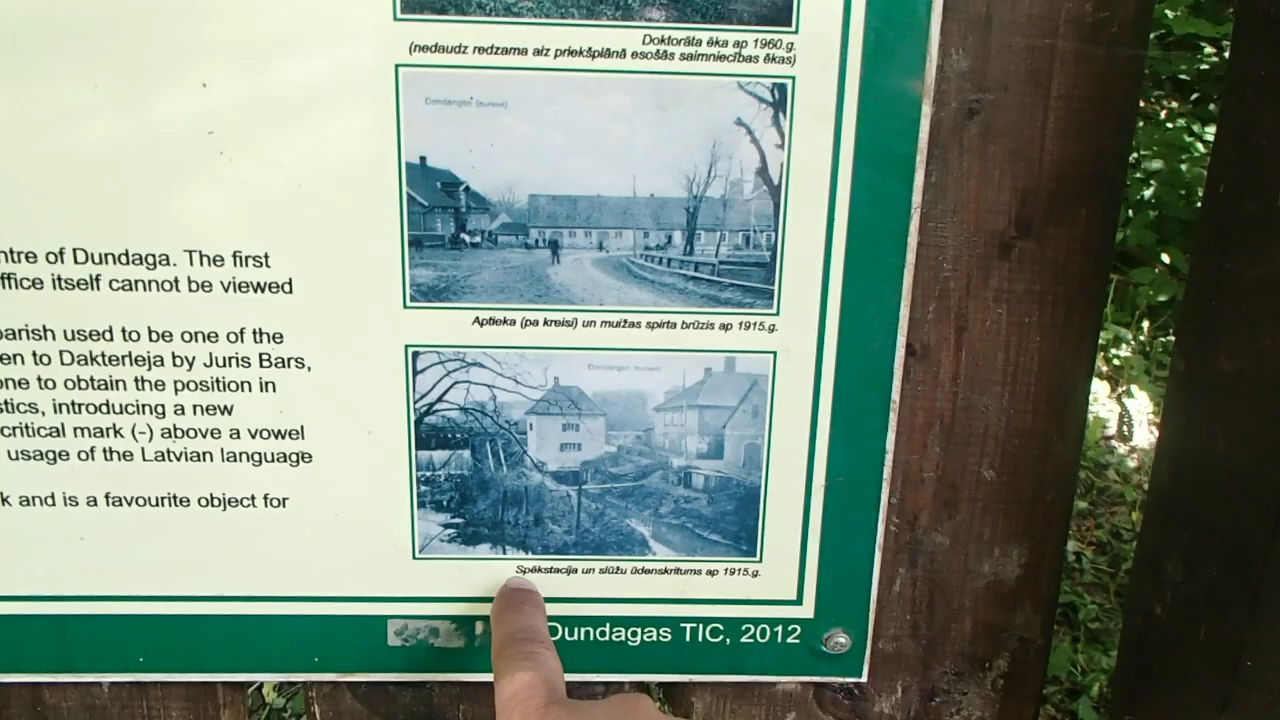 Doktorāta ēka ap 1960.g.
(nedaudz redzama aiz priekšplānā esošās saimniecības ēkas)
Dondangen (Kurland)
Aptieka (pa kreisi) un muižas spirta brūzis ap 1915.g.
Dondangen
Spēkstacija un slūžu ūdenskritums ap 1915.g.
ntre of Dundaga. The first
ffice itself cannot be viewed
parish used to be one of the
en to Dakterleja by Juris Bars,
one to obtain the position in
stics, introducing a new
critical mark (-) above a vowel
usage of the Latvian language
k and is a favourite object for
Dundagas TIC, 2012